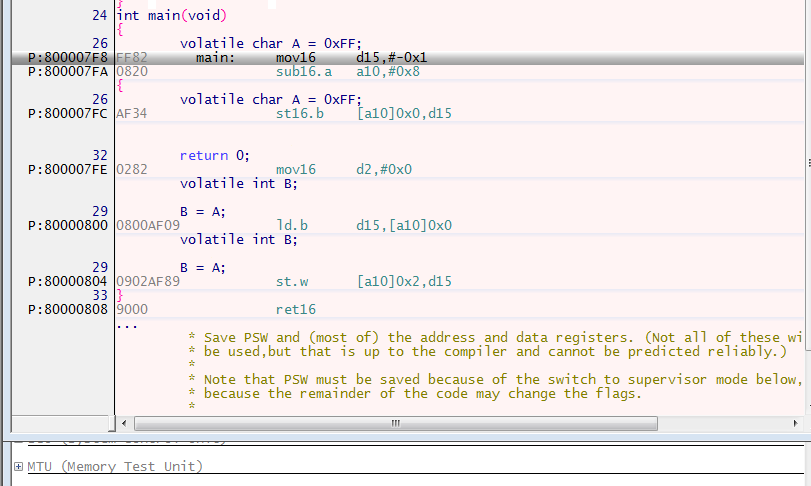 }
24 int main(void)
{
26 volatile char A = 0xFF;
P:800007F8 FF82 main: mov16 d15,#-0x1
P:800007FA 0820 sub16.a a10,#0x8
{
26 volatile char A = 0xFF;
P:800007FC AF34 st16.b [a10]0x0,d15
32 return 0;
P:800007FE 0282 mov16 d2,#0x0
volatile int B;
29 B = A;
P:80000800 0800AF09 ld.b d15,[a10]0x0
volatile int B;
29 B = A;
P:80000804 0902AF89 st.w [a10]0x2,d15
33 }
P:80000808 9000 ret16
...
* Save PSW and (most of) the address and data registers. (Not all of these wi
* be used,but that is up to the compiler and cannot be predicted reliably.)
*
* Note that PSW must be saved because of the switch to supervisor mode below,
* because the remainder of the code may change the flags.
*
MTU (Memory Test Unit)